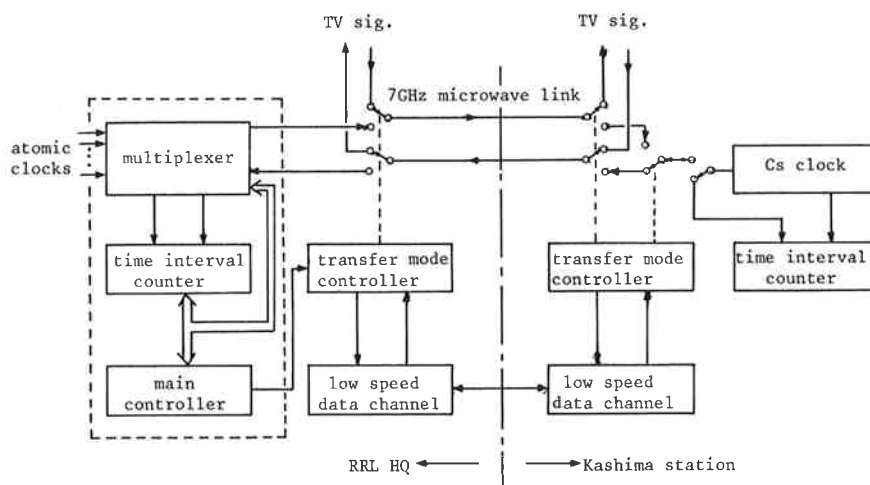 TV sig.
TV sig.
7GHz microwave link
atomic
clocks
multiplexer
Cs clock
time interval
counter
transfer mode
controller
transfer mode
controller
time interval
counter
main
controller
low speed
data channel
low speed
data channel
RRL HQ
Kashima station